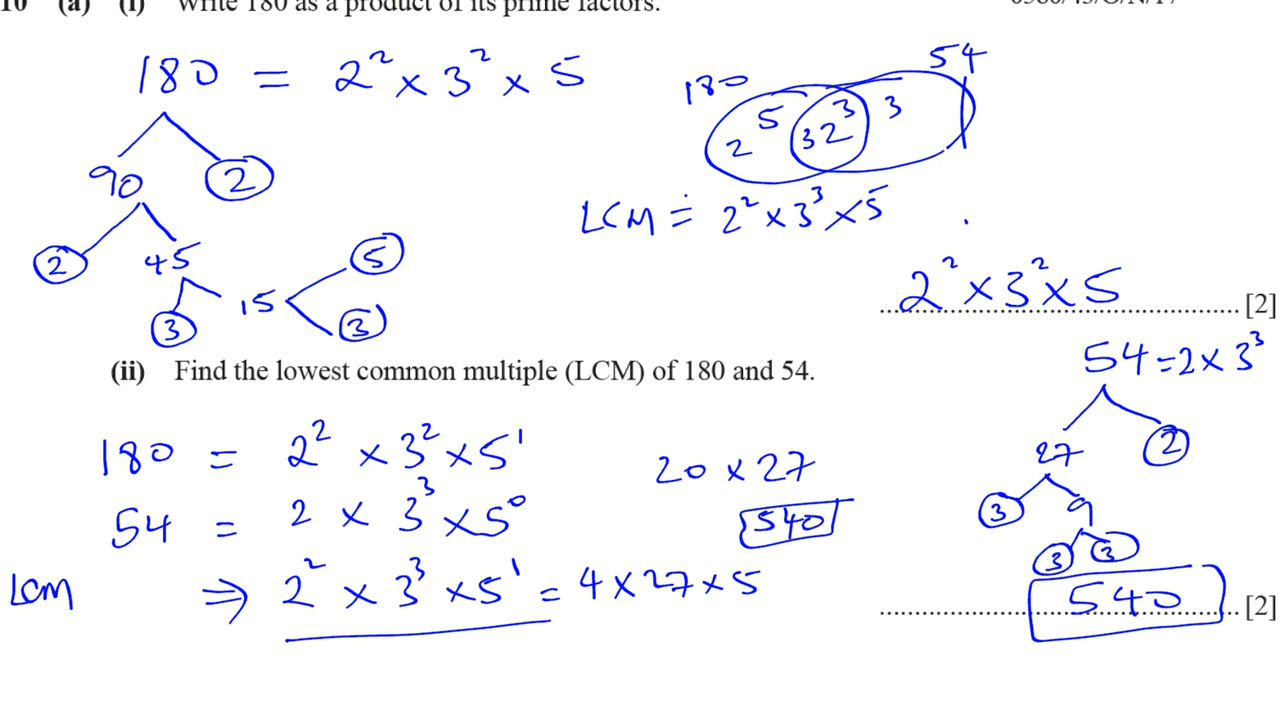 10 (a) (i) Write 180 as a product of its prime factors.
180 = 2² × 3² × 5
90 2
2 45
3 15
5
3
180 54
2 5 3 2 3 3
LCM = 2² × 3³ × 5
2² × 3² × 5 [2]
54 = 2 × 3³
27 2
3 9
3 3
(ii) Find the lowest common multiple (LCM) of 180 and 54.
180 = 2² × 3² × 5¹
54 = 2 × 3³ × 5⁰
LCM ⇒ 2² × 3³ × 5¹ = 4 × 27 × 5
20 × 27
540
540 [2]